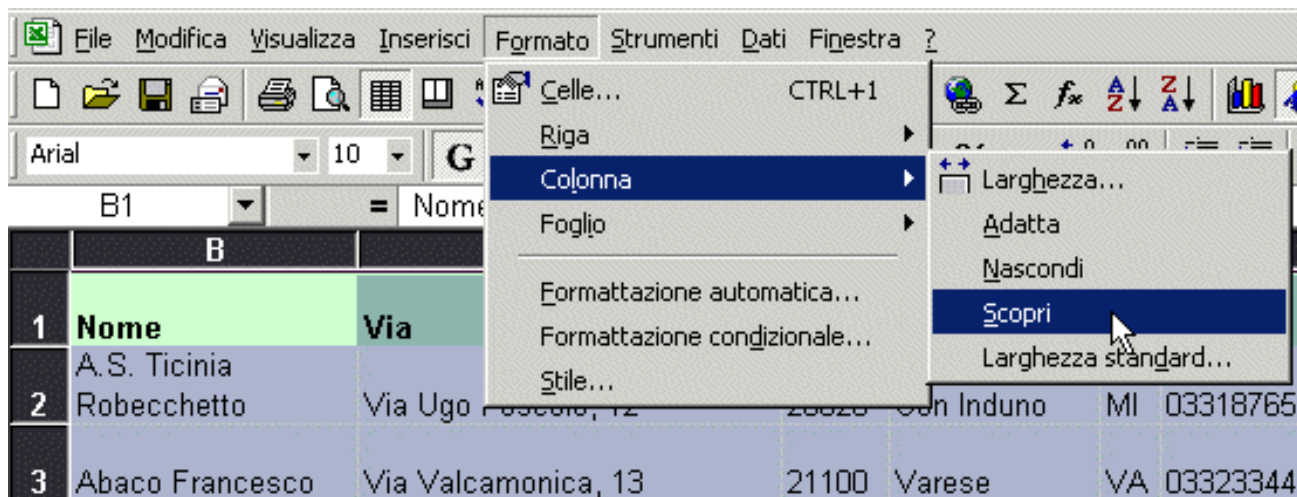 File Modifica Visualizza Inserisci Formato Strumenti Dati Finestra ?
Celle... CTRL+1
Arial 10 G
Riga
Colonna
Foglio
Formattazione automatica...
Formattazione condizionale...
Stile...
Larghezza...
Adatta
Nascondi
Scopri
Larghezza standard...
B1 = Nome
B
1 Nome Via
A.S. Ticinia
2 Robecchetto Via Ugo Induno MI 03318765
3 Abaco Francesco Via Valcamonica, 13 21100 Varese VA 03323344